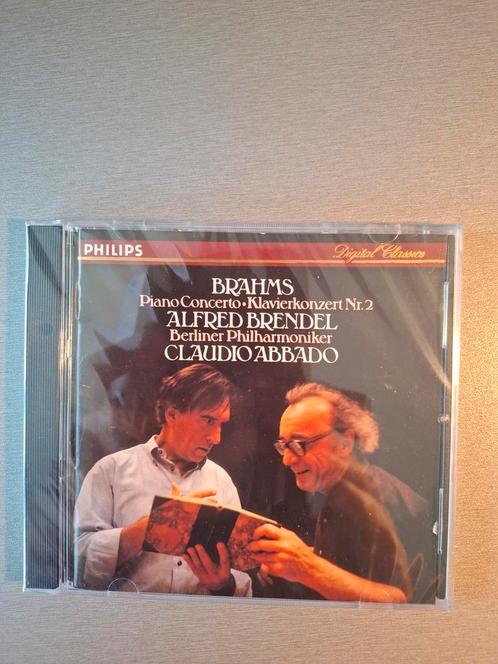 PHILIPS
Digital Classics
BRAHMS
Piano Concerto • Klavierkonzert Nr. 2
ALFRED BRENDEL
Berliner Philharmoniker
CLAUDIO ABBADO